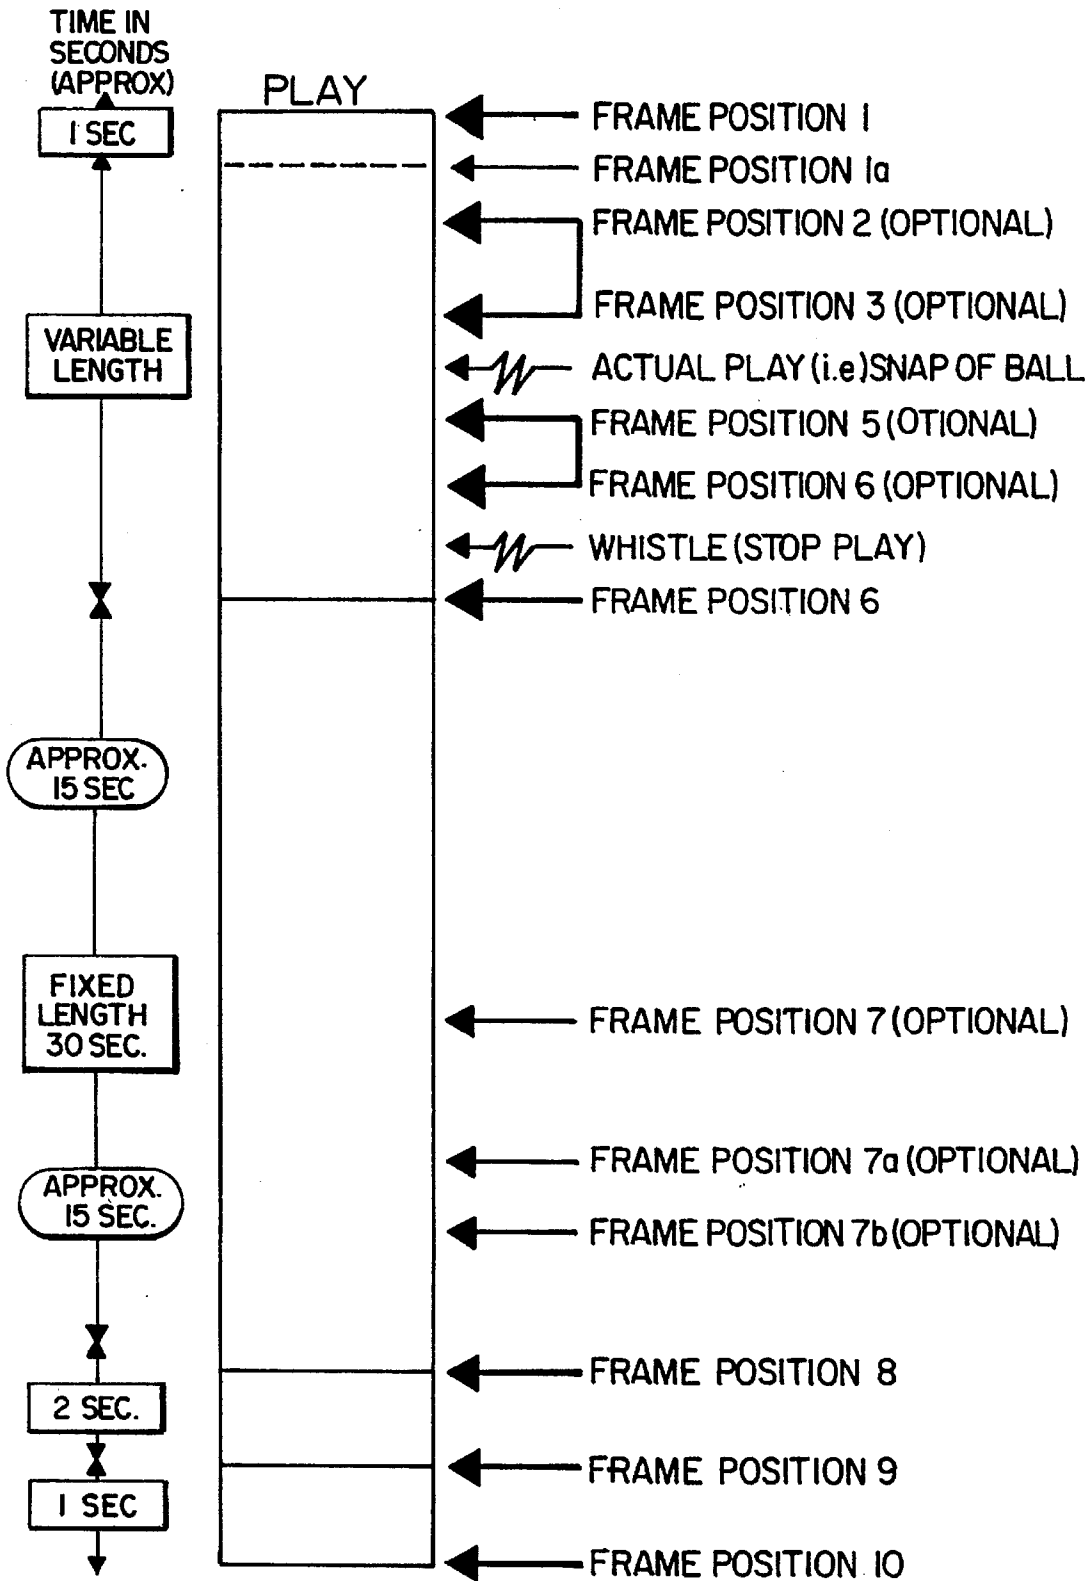 TIME IN
SECONDS
(APPROX)
PLAY
1 SEC
FRAME POSITION 1
FRAME POSITION 1a
FRAME POSITION 2 (OPTIONAL)
FRAME POSITION 3 (OPTIONAL)
VARIABLE
LENGTH
ACTUAL PLAY (i.e) SNAP OF BALL
FRAME POSITION 5 (OTIONAL)
FRAME POSITION 6 (OPTIONAL)
WHISTLE (STOP PLAY)
FRAME POSITION 6
APPROX.
15 SEC
FIXED
LENGTH
30 SEC.
FRAME POSITION 7 (OPTIONAL)
FRAME POSITION 7a (OPTIONAL)
APPROX.
15 SEC.
FRAME POSITION 7b (OPTIONAL)
FRAME POSITION 8
2 SEC.
FRAME POSITION 9
1 SEC
FRAME POSITION 10